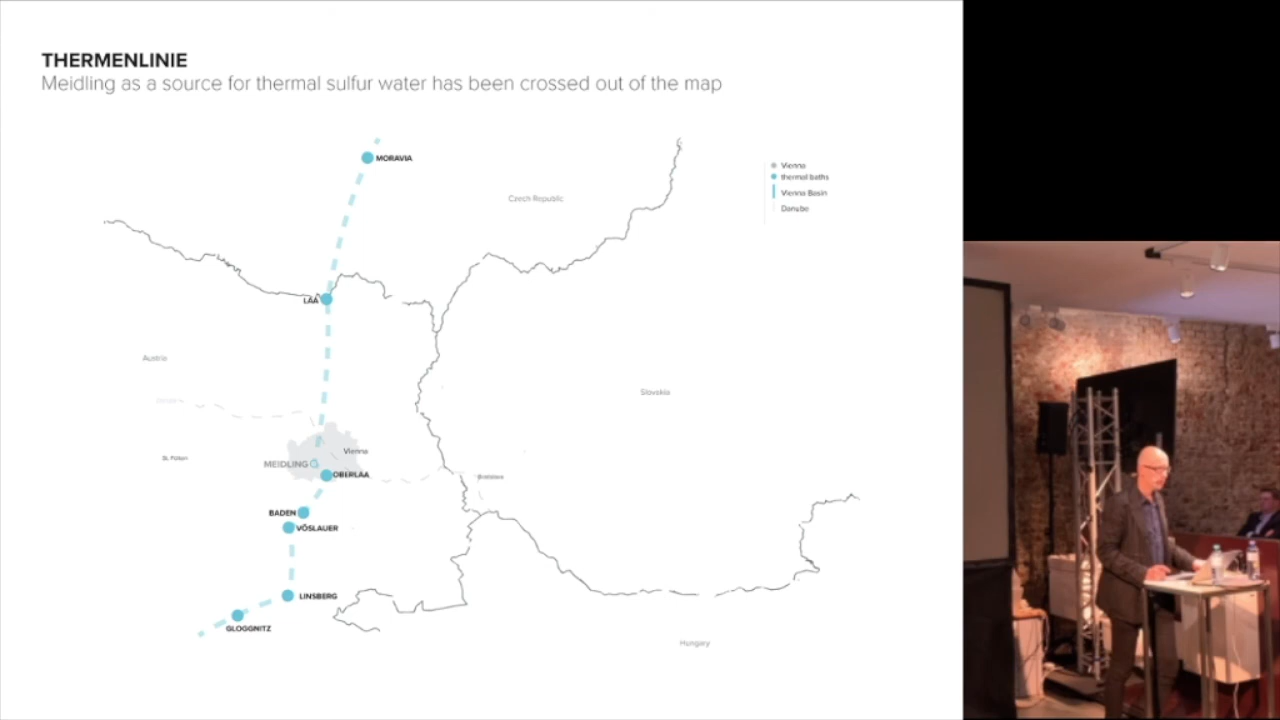 THERMENLINIE
Meidling as a source for thermal sulfur water has been crossed out of the map
MORAVIA
Vienna
thermal baths
Vienna Basin
Danube
Czech Republic
LAA
Austria
Slovakia
Vienna
St. Pölten
MEIDLING
OBERLAA
Bratislava
BADEN
VÖSLAUER
LINSBERG
GLOGGNITZ
Hungary